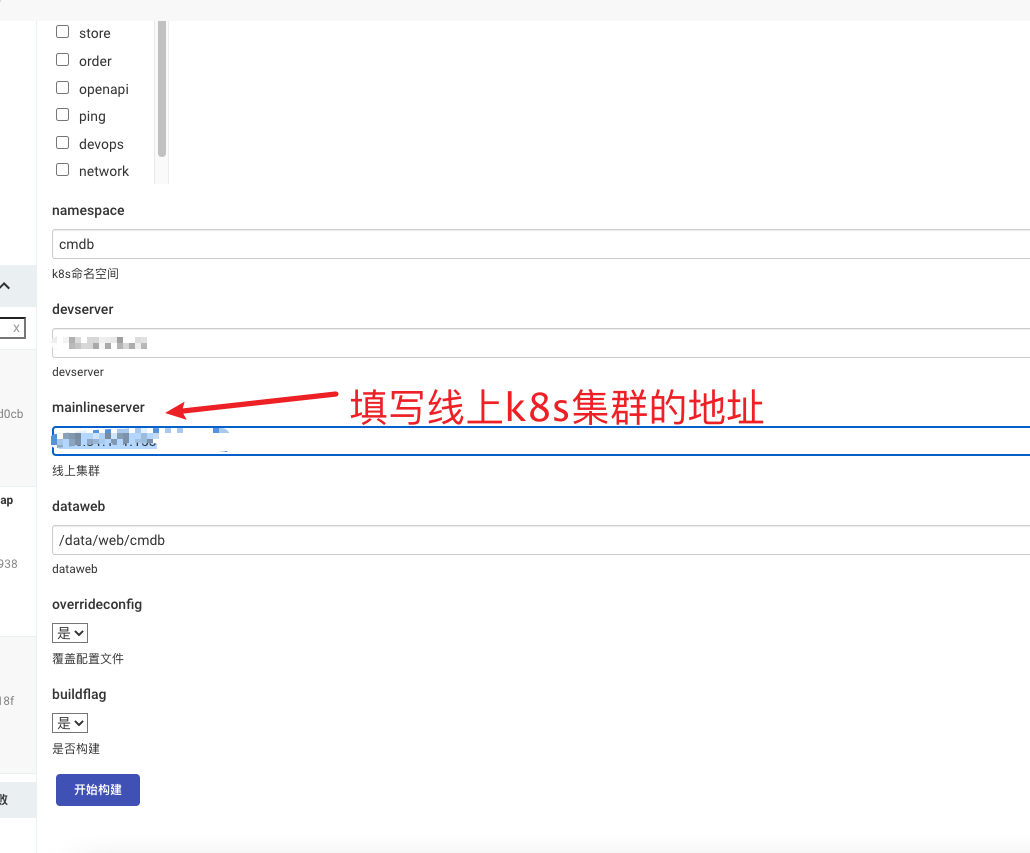 store
order
openapi
ping
devops
network
namespace
cmdb
k8s命名空间
devserver
devserver
mainlineserver
填写线上k8s集群的地址
x
d0cb
线上集群
ap
dataweb
/data/web/cmdb
938
dataweb
overrideconfig
是
覆盖配置文件
buildflag
18f
是
是否构建
开始构建
数